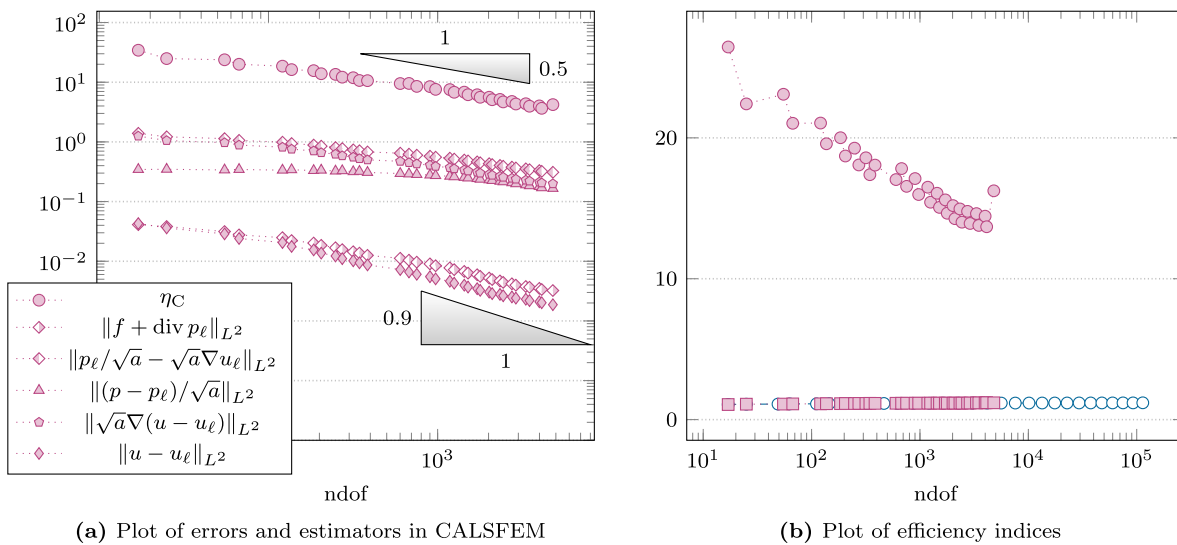 10^2
10^1
10^0
10^{-1}
10^{-2}
1
0.5
0.9
1
η_C
‖f + div p_ℓ‖_{L^2}
‖p_ℓ/√a − √a∇u_ℓ‖_{L^2}
‖(p − p_ℓ)/√a‖_{L^2}
‖√a∇(u − u_ℓ)‖_{L^2}
‖u − u_ℓ‖_{L^2}
10^3
ndof
(a) Plot of errors and estimators in CALSFEM
20
10
0
10^1 10^2 10^3 10^4 10^5
ndof
(b) Plot of efficiency indices